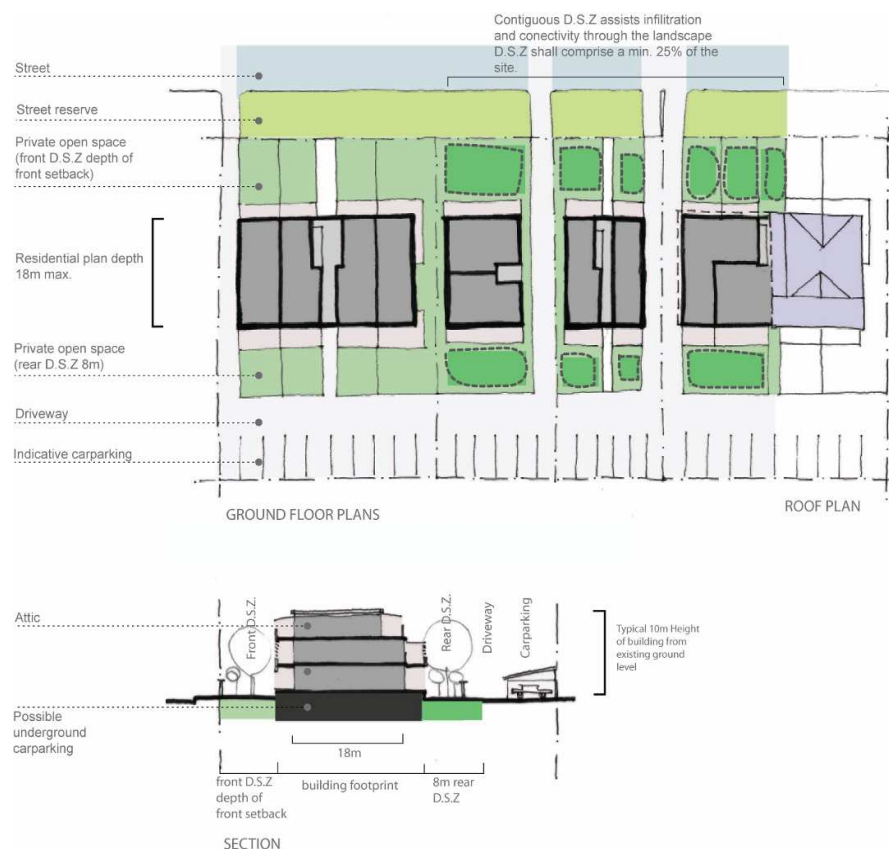 Contiguous D.S.Z assists infilitration
and conectivity through the landscape
D.S.Z shall comprise a min. 25% of the
site.
Street
Street reserve
Private open space
(front D.S.Z depth of
front setback)
Residential plan depth
18m max.
Private open space
(rear D.S.Z 8m)
Driveway
Indicative carparking
GROUND FLOOR PLANS
ROOF PLAN
Attic
Front D.S.Z.
Rear D.S.Z.
Driveway
Carparking
Typical 10m Height
of building from
existing ground
level
Possible
underground
carparking
18m
front D.S.Z
depth of
front setback
building footprint
8m rear
D.S.Z
SECTION